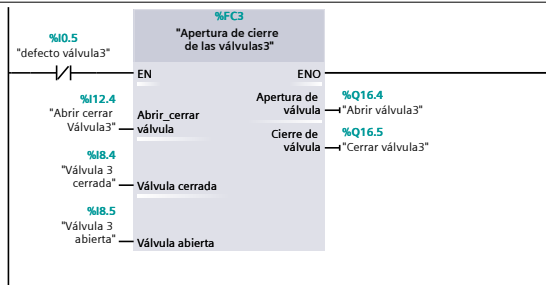 %FC3
"Apertura de cierre
de las válvulas3"
%I0.5
"defecto válvula3"
EN
ENO
%I12.4
"Abrir cerrar
Válvula3"
Abrir_cerrar
válvula
Apertura de
válvula
%Q16.4
"Abrir válvula3"
Cierre de
válvula
%Q16.5
"Cerrar válvula3"
%I8.4
"Válvula 3
cerrada"
Válvula cerrada
%I8.5
"Válvula 3
abierta"
Válvula abierta